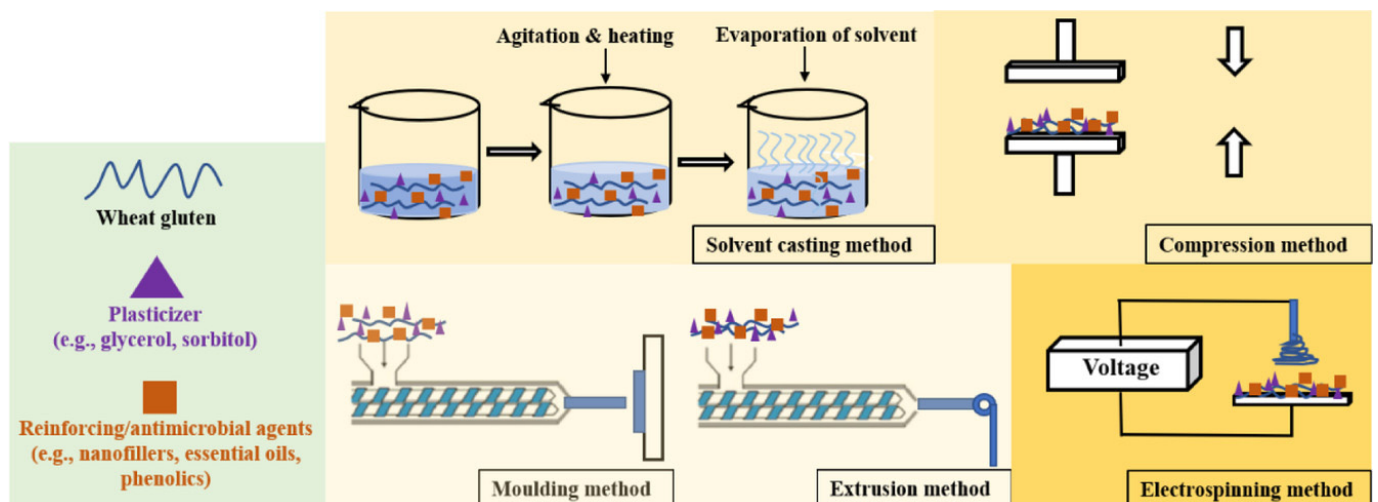 Wheat gluten
Plasticizer
(e.g., glycerol, sorbitol)
Reinforcing/antimicrobial agents
(e.g., nanofillers, essential oils,
phenolics)
Agitation & heating
Evaporation of solvent
Solvent casting method
Compression method
Moulding method
Extrusion method
Voltage
Electrospinning method